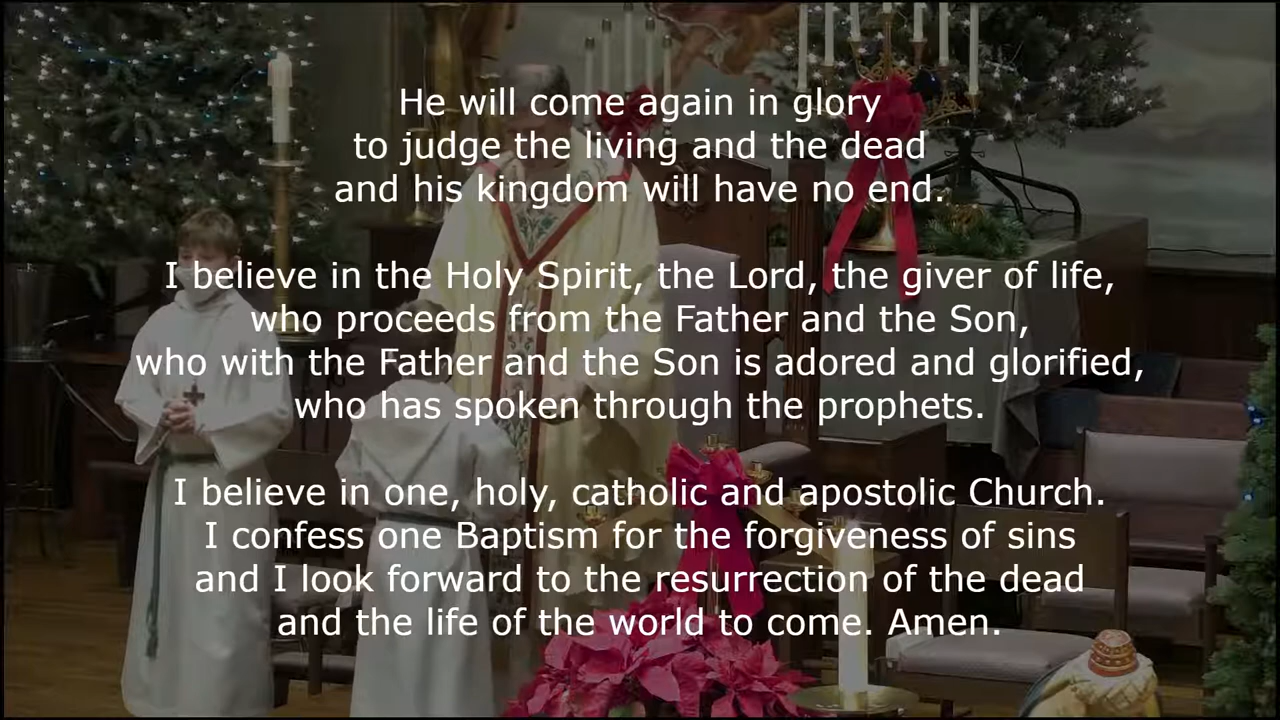 He will come again in glory
to judge the living and the dead
and his kingdom will have no end.
I believe in the Holy Spirit, the Lord, the giver of life,
who proceeds from the Father and the Son,
who with the Father and the Son is adored and glorified,
who has spoken through the prophets.
I believe in one, holy, catholic and apostolic Church.
I confess one Baptism for the forgiveness of sins
and I look forward to the resurrection of the dead
and the life of the world to come. Amen.